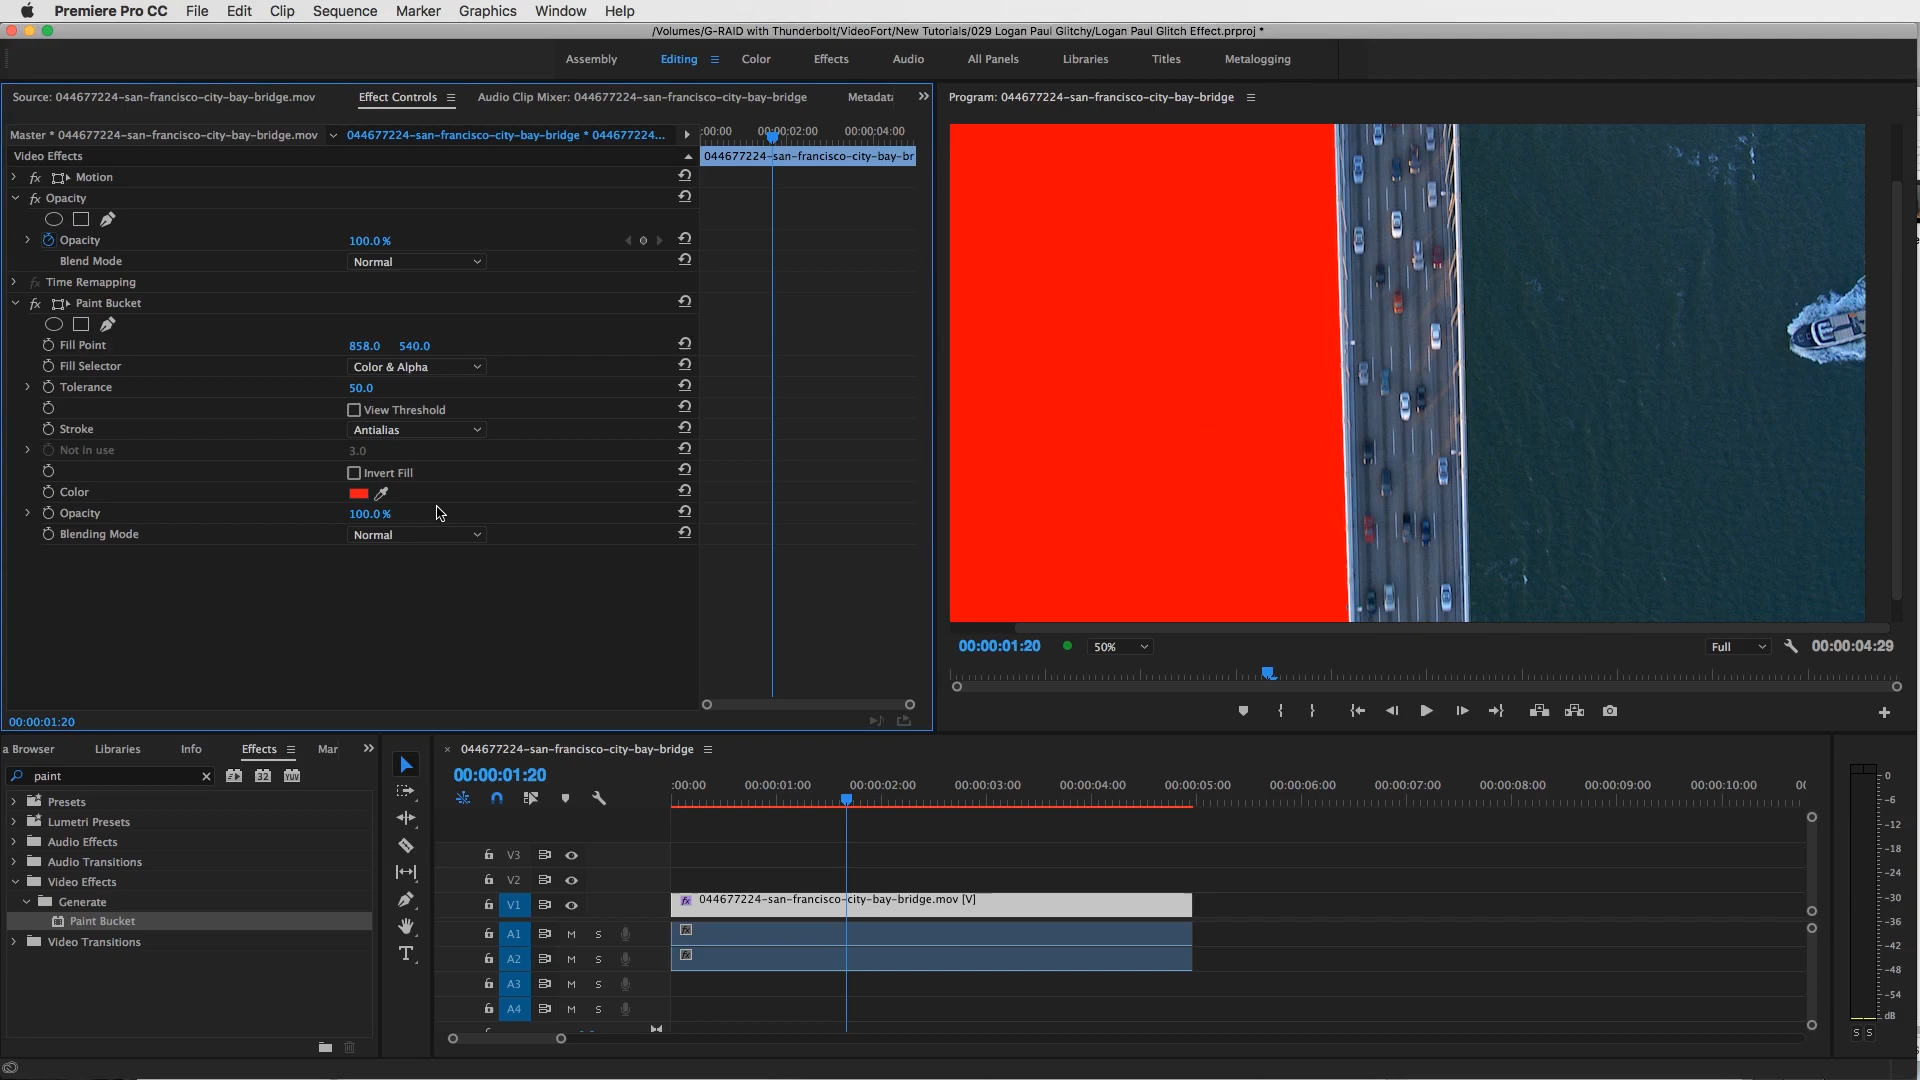 Premiere Pro CC File Edit Clip Sequence Marker Graphics Window Help
/Volumes/G-RAID with Thunderbolt/VideoFort/New Tutorials/029 Logan Paul Glitchy/Logan Paul Glitch Effect.prproj *
Assembly Editing Color Effects Audio All Panels Libraries Titles Metalogging
Source: 044677224-san-francisco-city-bay-bridge.mov Effect Controls Audio Clip Mixer: 044677224-san-francisco-city-bay-bridge Metadata
Program: 044677224-san-francisco-city-bay-bridge
Master * 044677224-san-francisco-city-bay-bridge.mov 044677224-san-francisco-city-bay-bridge * 044677224...
:00:00 00:00:02:00 00:00:04:00
Video Effects
044677224-san-francisco-city-bay-br
fx Motion
fx Opacity
Opacity 100.0 %
Blend Mode Normal
fx Time Remapping
fx Paint Bucket
Fill Point 858.0 540.0
Fill Selector Color & Alpha
Tolerance 50.0
View Threshold
Stroke Antialias
Not in use 3.0
Invert Fill
Color
Opacity 100.0 %
Blending Mode Normal
00:00:01:20
00:00:01:20 50% Full 00:00:04:29
a Browser Libraries Info Effects Mar
paint 32 YUV
Presets
Lumetri Presets
Audio Effects
Audio Transitions
Video Effects
Generate
Paint Bucket
Video Transitions
T
× 044677224-san-francisco-city-bay-bridge
00:00:01:20
:00:00 00:00:01:00 00:00:02:00 00:00:03:00 00:00:04:00 00:00:05:00 00:00:06:00 00:00:07:00 00:00:08:00 00:00:09:00 00:00:10:00 00
V3
V2
V1
fx 044677224-san-francisco-city-bay-bridge.mov [V]
A1 M S fx
A2 M S fx
A3 M S
A4 M S
0
-6
-12
-18
-24
-30
-36
-42
-48
-54
dB
S S